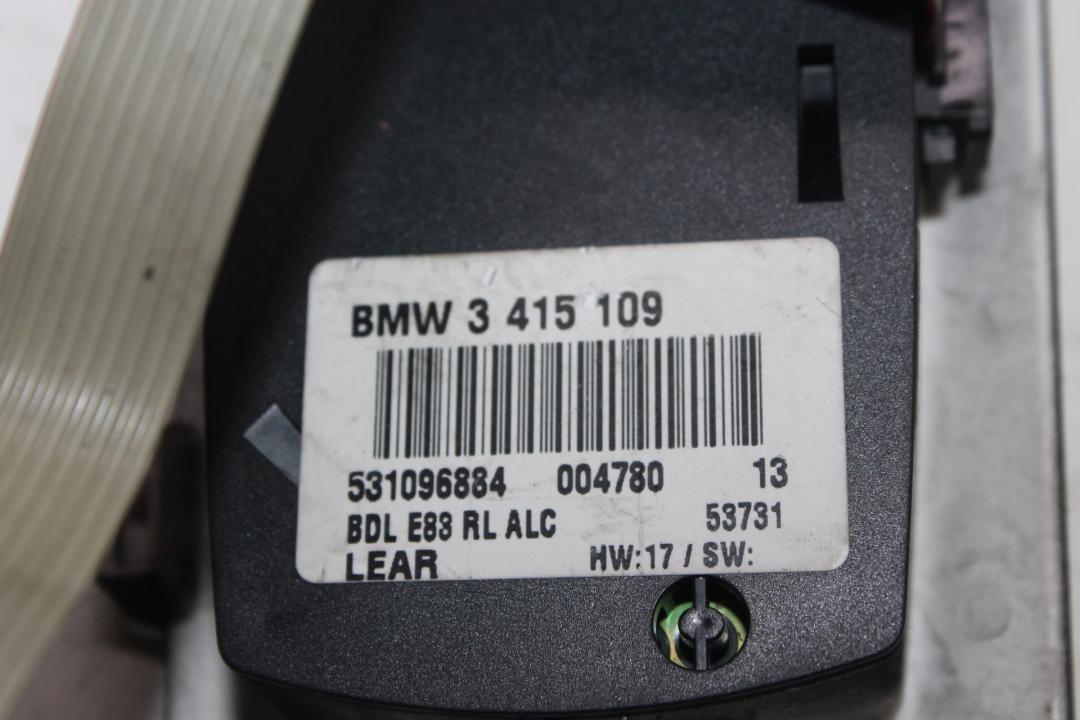 BMW 3 415 109
531096884 004780 13
BDL E83 RL ALC 53731
LEAR HW:17 / SW: